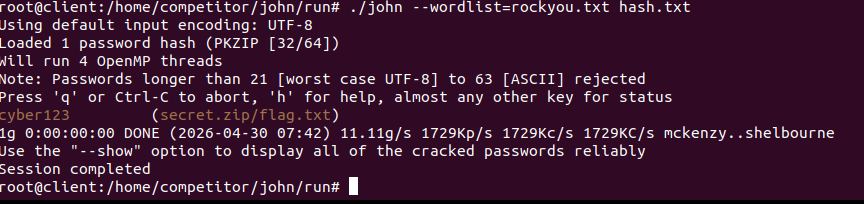 root@client:/home/competitor/john/run# ./john --wordlist=rockyou.txt hash.txt
Using default input encoding: UTF-8
Loaded 1 password hash (PKZIP [32/64])
Will run 4 OpenMP threads
Note: Passwords longer than 21 [worst case UTF-8] to 63 [ASCII] rejected
Press 'q' or Ctrl-C to abort, 'h' for help, almost any other key for status
cyber123         (secret.zip/flag.txt)
1g 0:00:00:00 DONE (2026-04-30 07:42) 11.11g/s 1729Kp/s 1729Kc/s 1729KC/s mckenzy..shelbourne
Use the "--show" option to display all of the cracked passwords reliably
Session completed
root@client:/home/competitor/john/run#